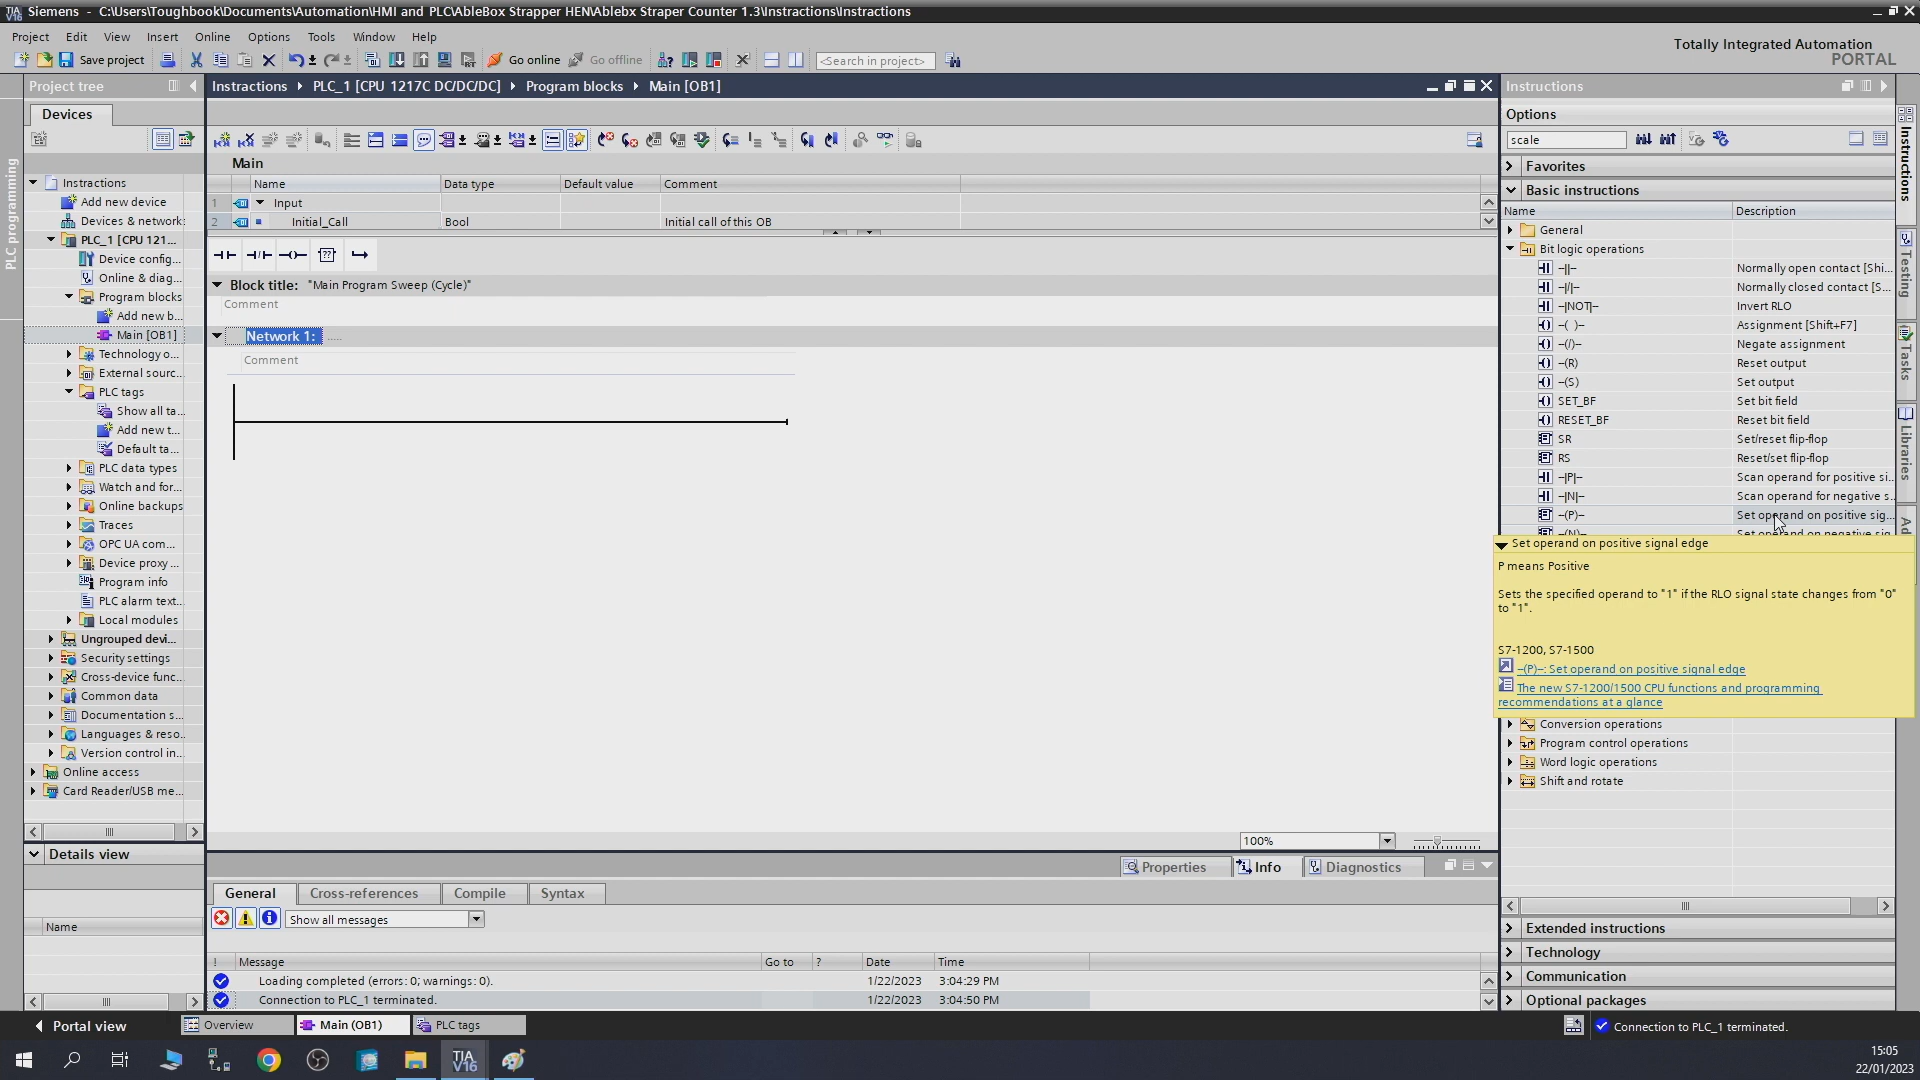 Siemens - C:\Users\Toughbook\Documents\Automation\HMI and PLC\AbleBox Strapper HEN\Ablebx Straper Counter 1.3\Instractions\Instractions
Project Edit View Insert Online Options Tools Window Help
Totally Integrated Automation
PORTAL
Save project
Go online
Go offline
<Search in project>
Project tree
Instractions PLC_1 [CPU 1217C DC/DC/DC] Program blocks Main [OB1]
Instructions
Devices
Options
PLC programming
scale
Main
Favorites
Name Data type Default value Comment
Basic instructions
1 Input
2 Initial_Call Bool Initial call of this OB
Name Description
Instractions
Add new device
Devices & network
PLC_1 [CPU 121...
Device config...
Online & diag...
Program blocks
Add new b...
Main [OB1]
Technology o...
External sourc...
PLC tags
Show all ta...
Add new t...
Default ta...
PLC data types
Watch and for...
Online backups
Traces
OPC UA com...
Device proxy ...
Program info
PLC alarm text...
Local modules
Ungrouped devi...
Security settings
Cross-device func...
Common data
Documentation s...
Languages & reso...
Version control in...
Online access
Card Reader/USB me...
??
Block title: "Main Program Sweep (Cycle)"
Comment
Network 1: .....
Comment
General
Bit logic operations
-||- Normally open contact [Shi...
-|/|- Normally closed contact [S...
-|NOT|- Invert RLO
-( )- Assignment [Shift+F7]
-(/)- Negate assignment
-(R) Reset output
-(S) Set output
SET_BF Set bit field
RESET_BF Reset bit field
SR Set/reset flip-flop
RS Reset/set flip-flop
-|P|- Scan operand for positive si...
-|N|- Scan operand for negative s...
-(P)- Set operand on positive sig...
-(N)- Set operand on negative sig...
Set operand on positive signal edge
P means Positive
Sets the specified operand to "1" if the RLO signal state changes from "0"
to "1".
S7-1200, S7-1500
-(P)-: Set operand on positive signal edge
The new S7-1200/1500 CPU functions and programming
recommendations at a glance
Conversion operations
Program control operations
Word logic operations
Shift and rotate
Extended instructions
Technology
Communication
Optional packages
Instructions
Testing
Tasks
Libraries
Ad
100%
Details view
Name
Properties Info Diagnostics
General Cross-references Compile Syntax
Show all messages
! Message Go to ? Date Time
Loading completed (errors: 0; warnings: 0). 1/22/2023 3:04:29 PM
Connection to PLC_1 terminated. 1/22/2023 3:04:50 PM
Portal view Overview Main (OB1) PLC tags
Connection to PLC_1 terminated.
TIA
V16
15:05
22/01/2023